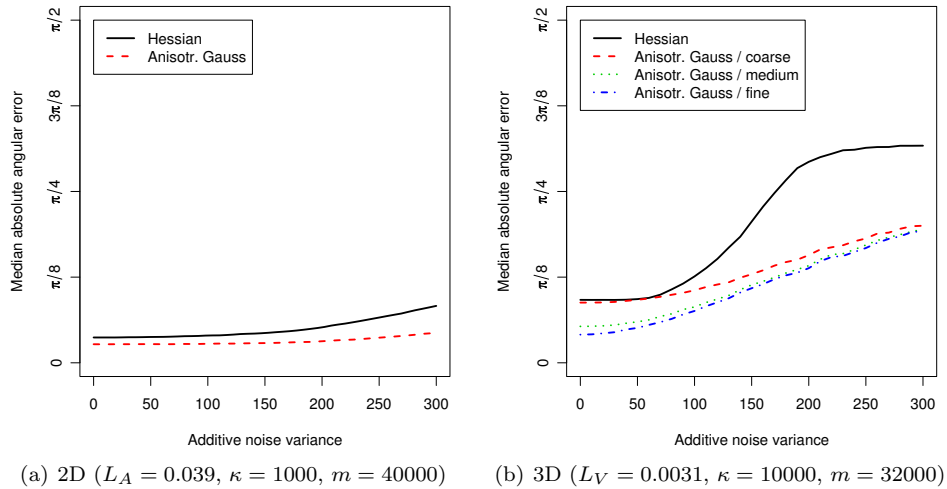 Hessian
Anisotr. Gauss
Median absolute angular error
0
π/8
π/4
3π/8
π/2
0 50 100 150 200 250 300
Additive noise variance
(a) 2D (L_A = 0.039, κ = 1000, m = 40000)
Hessian
Anisotr. Gauss / coarse
Anisotr. Gauss / medium
Anisotr. Gauss / fine
Median absolute angular error
0
π/8
π/4
3π/8
π/2
0 50 100 150 200 250 300
Additive noise variance
(b) 3D (L_V = 0.0031, κ = 10000, m = 32000)